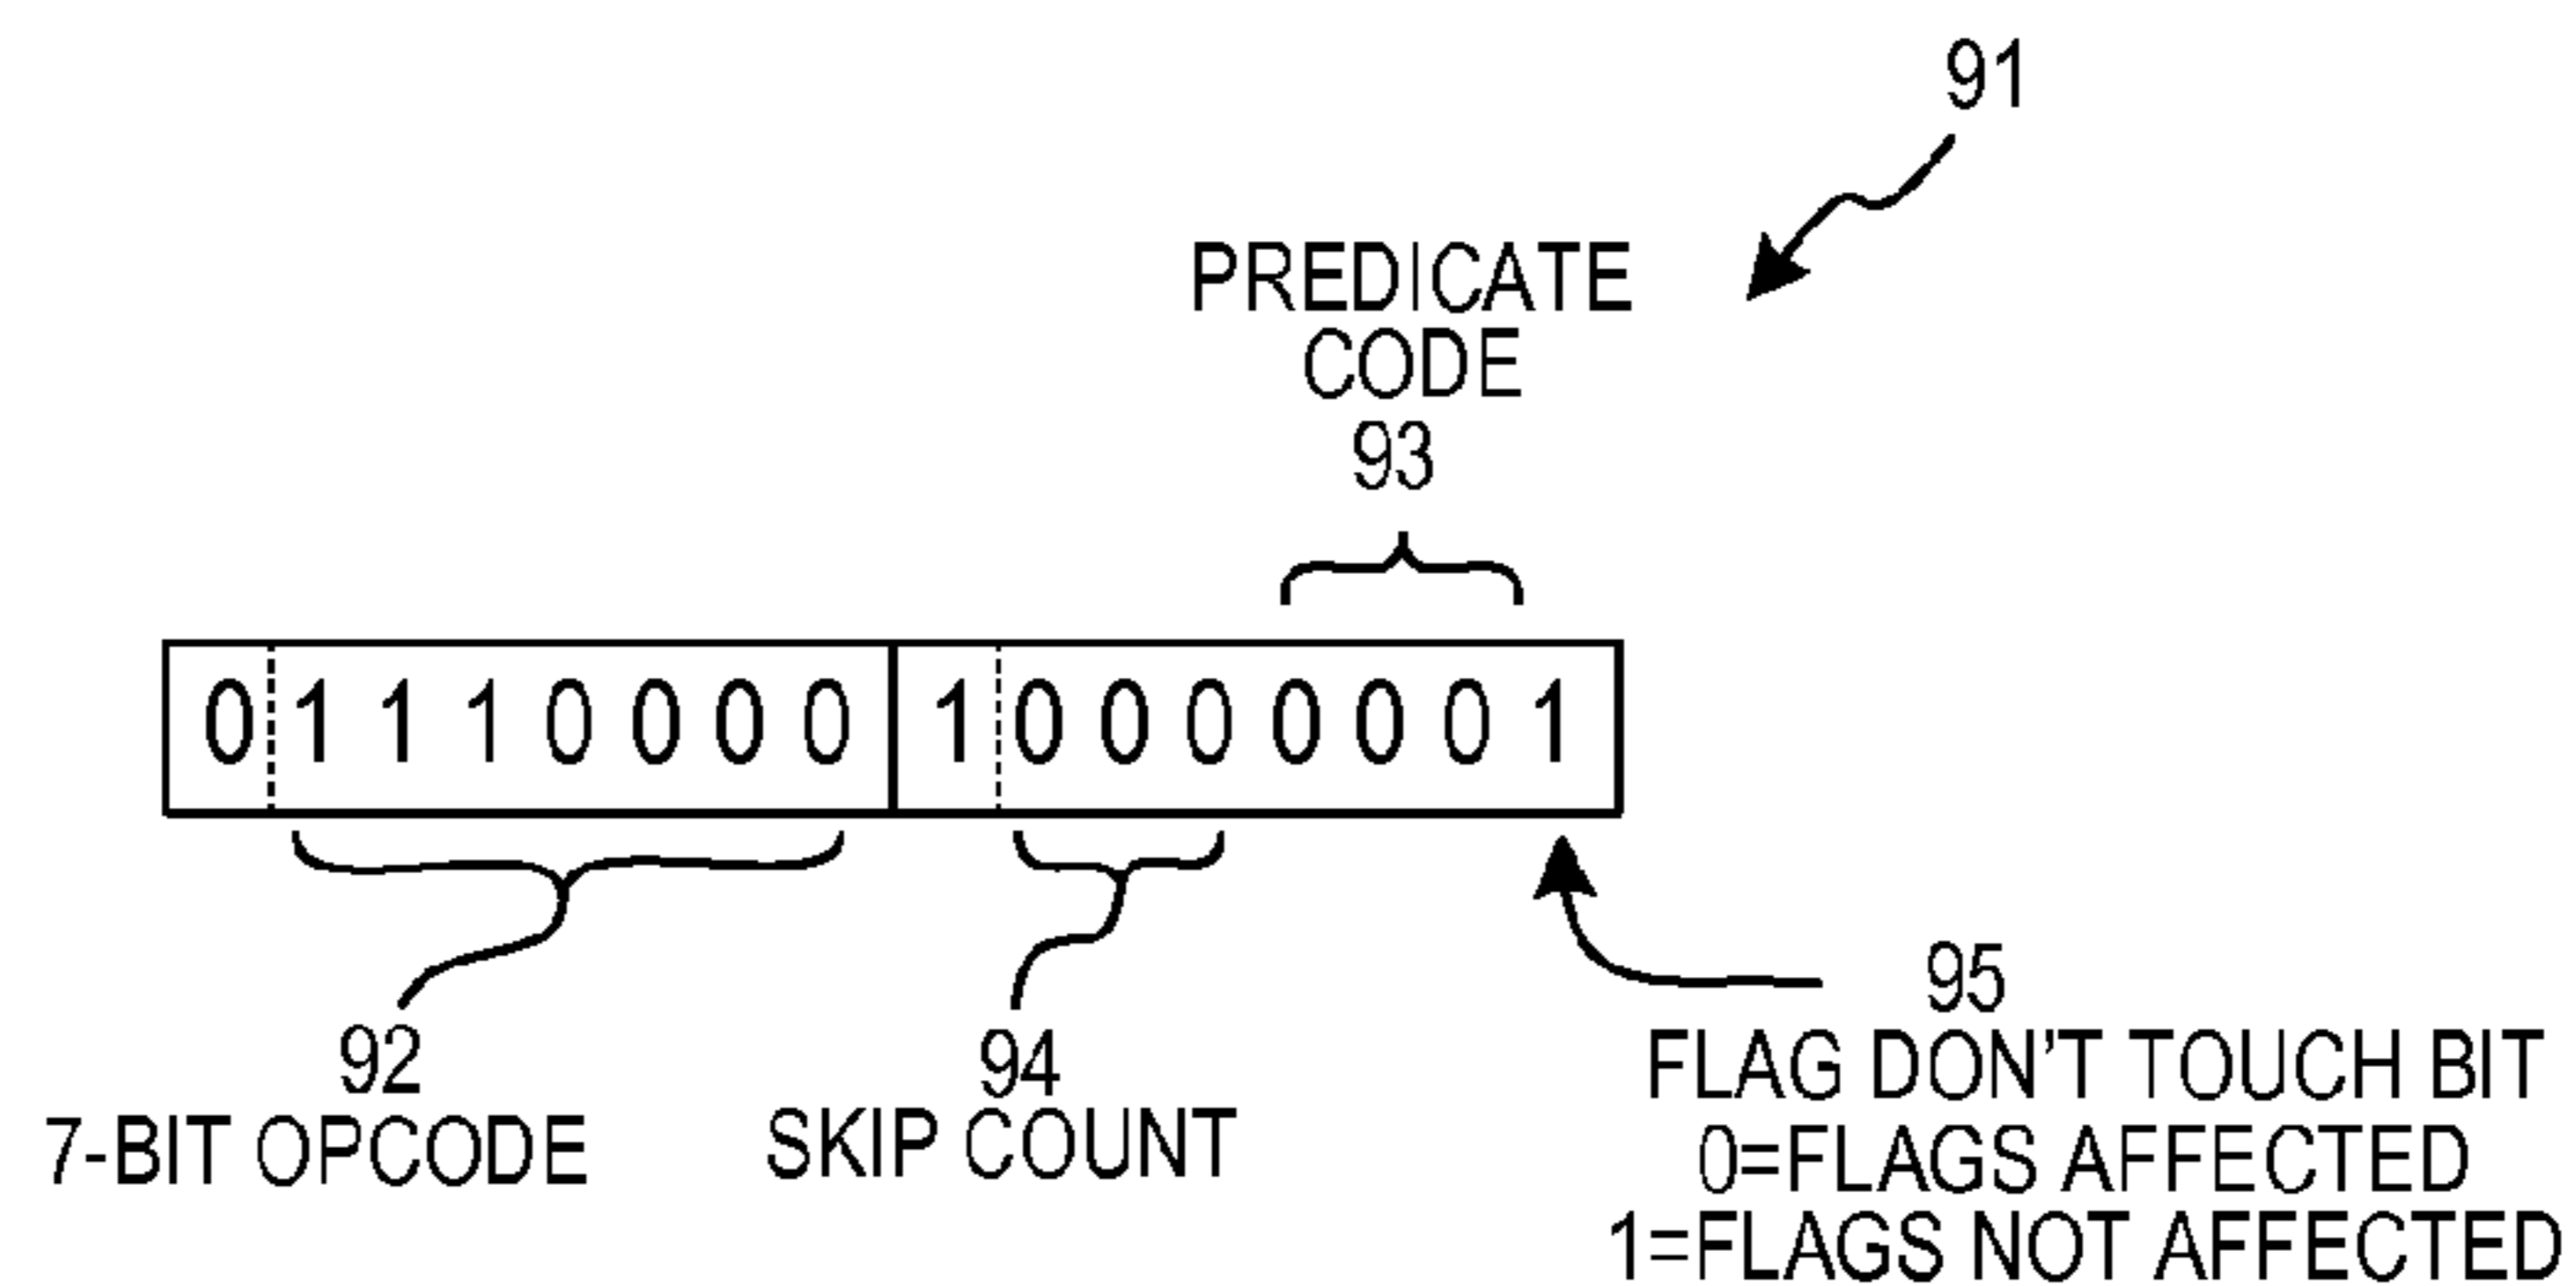 91
PREDICATE
CODE
93
0 1 1 1 0 0 0 0 1 0 0 0 0 0 0 1
92
7-BIT OPCODE
94
SKIP COUNT
95
FLAG DON'T TOUCH BIT
0=FLAGS AFFECTED
1=FLAGS NOT AFFECTED